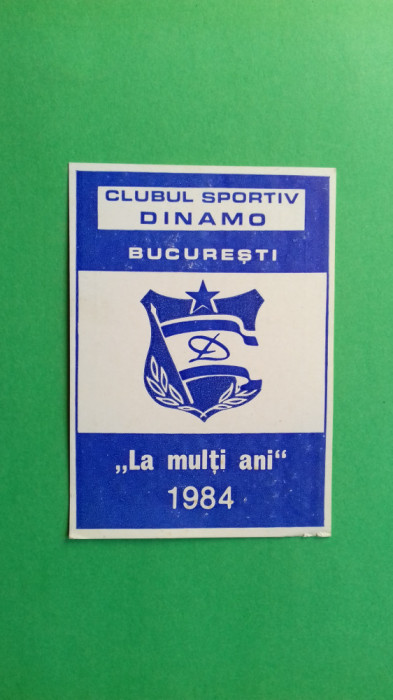 CLUBUL SPORTIV
DINAMO
BUCUREȘTI
D
„La mulți ani“
1984